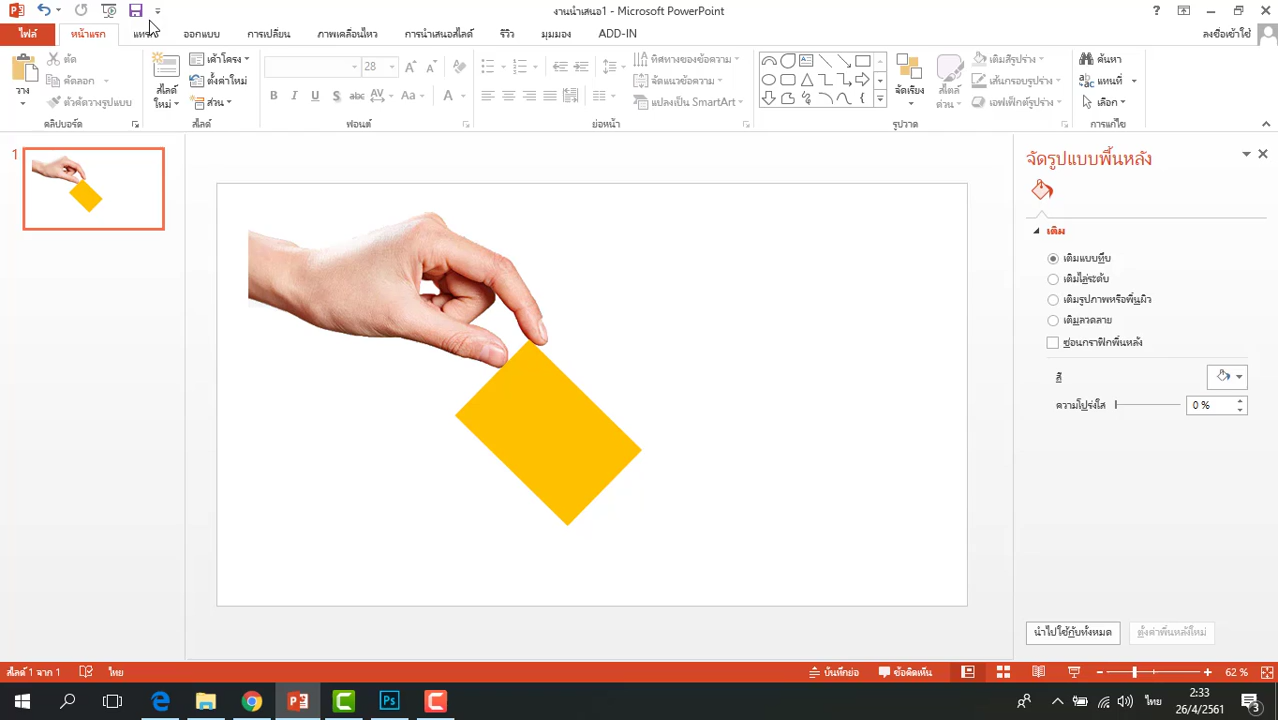 งานนำเสนอ1 - Microsoft PowerPoint
?
ไฟล์ หน้าแรก แทรก ออกแบบ การเปลี่ยน ภาพเคลื่อนไหว การนำเสนอสไลด์ รีวิว มุมมอง ADD-IN ลงชื่อเข้าใช้
วาง ตัด คัดลอก ตัวคัดวางรูปแบบ
คลิปบอร์ด
สไลด์ใหม่ เค้าโครง ตั้งค่าใหม่ ส่วน
สไลด์
28
B I U S abc AV Aa A
ฟอนต์
ทิศทางของข้อความ
จัดแนวข้อความ
แปลงเป็น SmartArt
ย่อหน้า
จัดเรียง สไตล์ด่วน
เติมสีรูปร่าง
เส้นกรอบรูปร่าง
เอฟเฟ็กต์รูปร่าง
รูปวาด
ค้นหา
แทนที่
เลือก
การแก้ไข
1
จัดรูปแบบพื้นหลัง
เติม
เติมแบบทึบ
เติมไล่ระดับ
เติมรูปภาพหรือพื้นผิว
เติมลวดลาย
ซ่อนกราฟิกพื้นหลัง
สี
ความโปร่งใส 0 %
นำไปใช้กับทั้งหมด ตั้งค่าพื้นหลังใหม่
สไลด์ 1 จาก 1 ไทย บันทึกย่อ ข้อคิดเห็น 62 %
Ps ไทย 2:33
26/4/2561
3